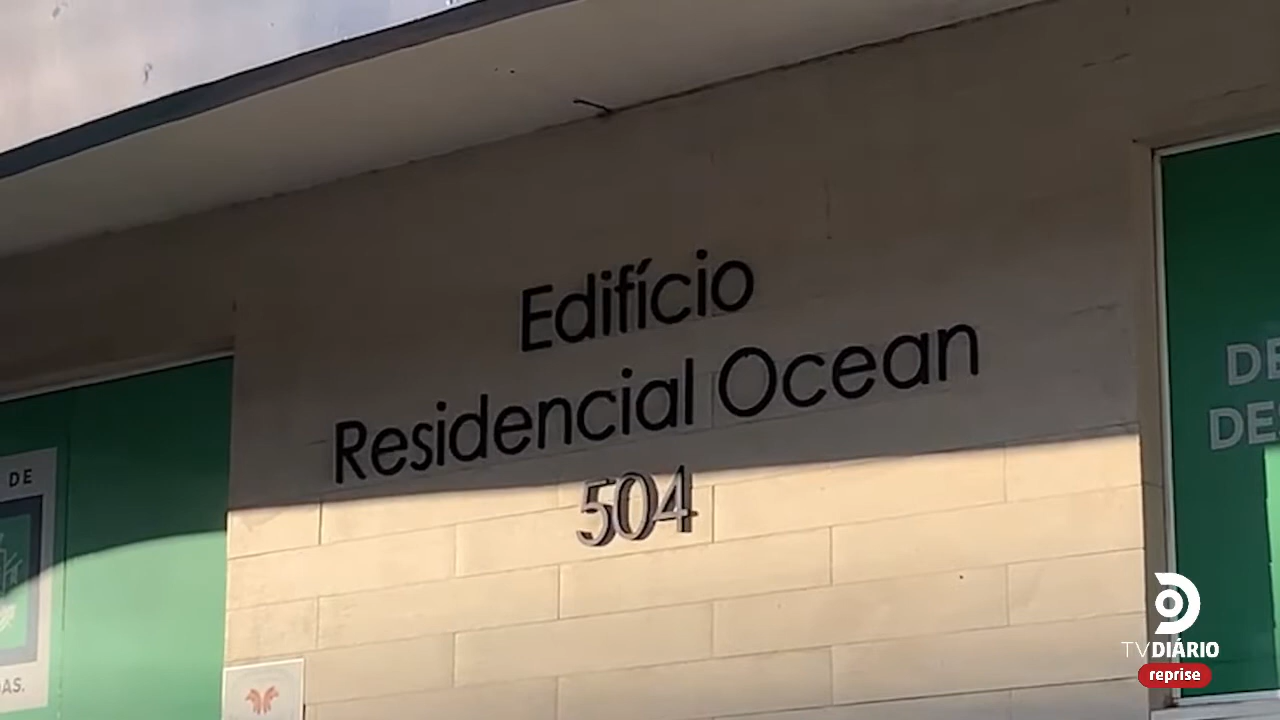 Edifício
Residencial Ocean
504
DE
AS.
DE
DE
TV DIÁRIO
reprise